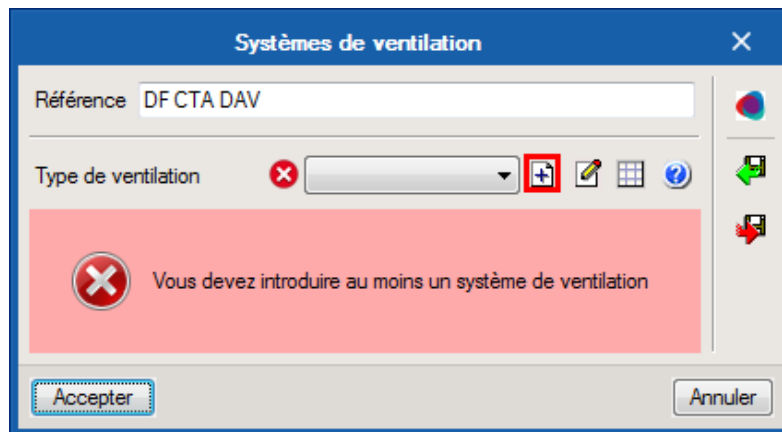 Systèmes de ventilation
Référence DF CTA DAV
Type de ventilation
Vous devez introduire au moins un système de ventilation
Accepter Annuler